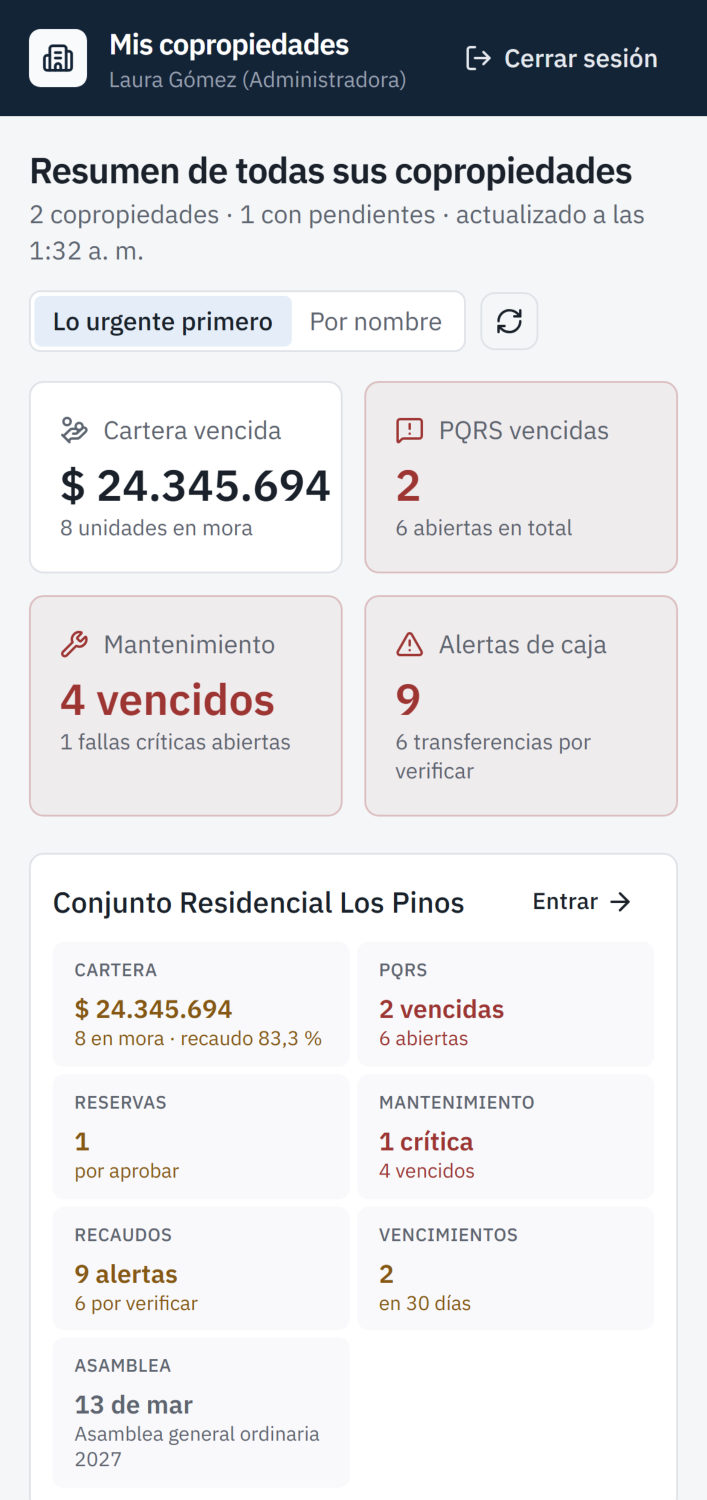 Mis copropiedades
Laura Gómez (Administradora)
Cerrar sesión
Resumen de todas sus copropiedades
2 copropiedades · 1 con pendientes · actualizado a las
1:32 a. m.
Lo urgente primero
Por nombre
Cartera vencida
$ 24.345.694
8 unidades en mora
PQRS vencidas
2
6 abiertas en total
Mantenimiento
4 vencidos
1 fallas críticas abiertas
Alertas de caja
9
6 transferencias por
verificar
Conjunto Residencial Los Pinos
Entrar
CARTERA
$ 24.345.694
8 en mora · recaudo 83,3 %
PQRS
2 vencidas
6 abiertas
RESERVAS
1
por aprobar
MANTENIMIENTO
1 crítica
4 vencidos
RECAUDOS
9 alertas
6 por verificar
VENCIMIENTOS
2
en 30 días
ASAMBLEA
13 de mar
Asamblea general ordinaria
2027